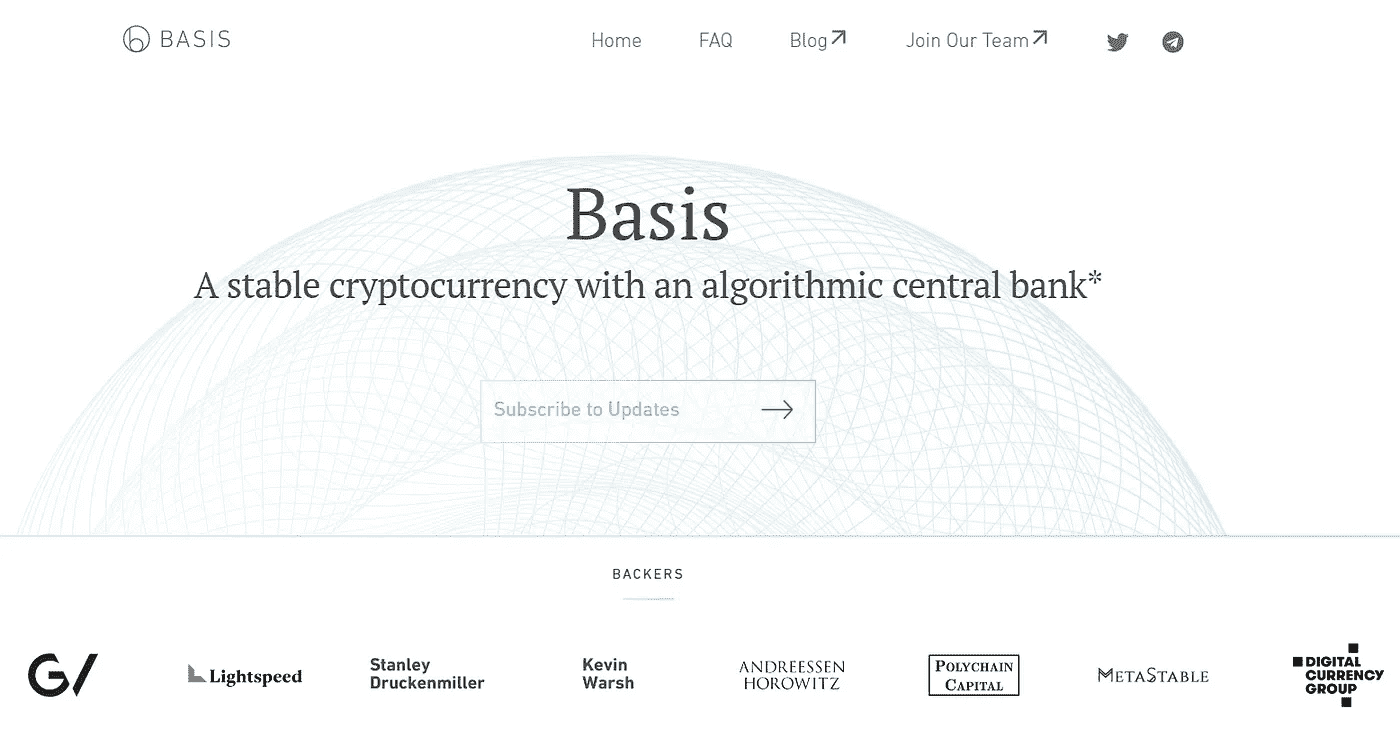 BASIS
Home FAQ Blog Join Our Team
Basis
A stable cryptocurrency with an algorithmic central bank*
Subscribe to Updates
BACKERS
G/
Lightspeed
Stanley
Druckenmiller
Kevin
Warsh
ANDREESSEN
HOROWITZ
POLYCHAIN
CAPITAL
METASTABLE
DIGITAL
CURRENCY
GROUP